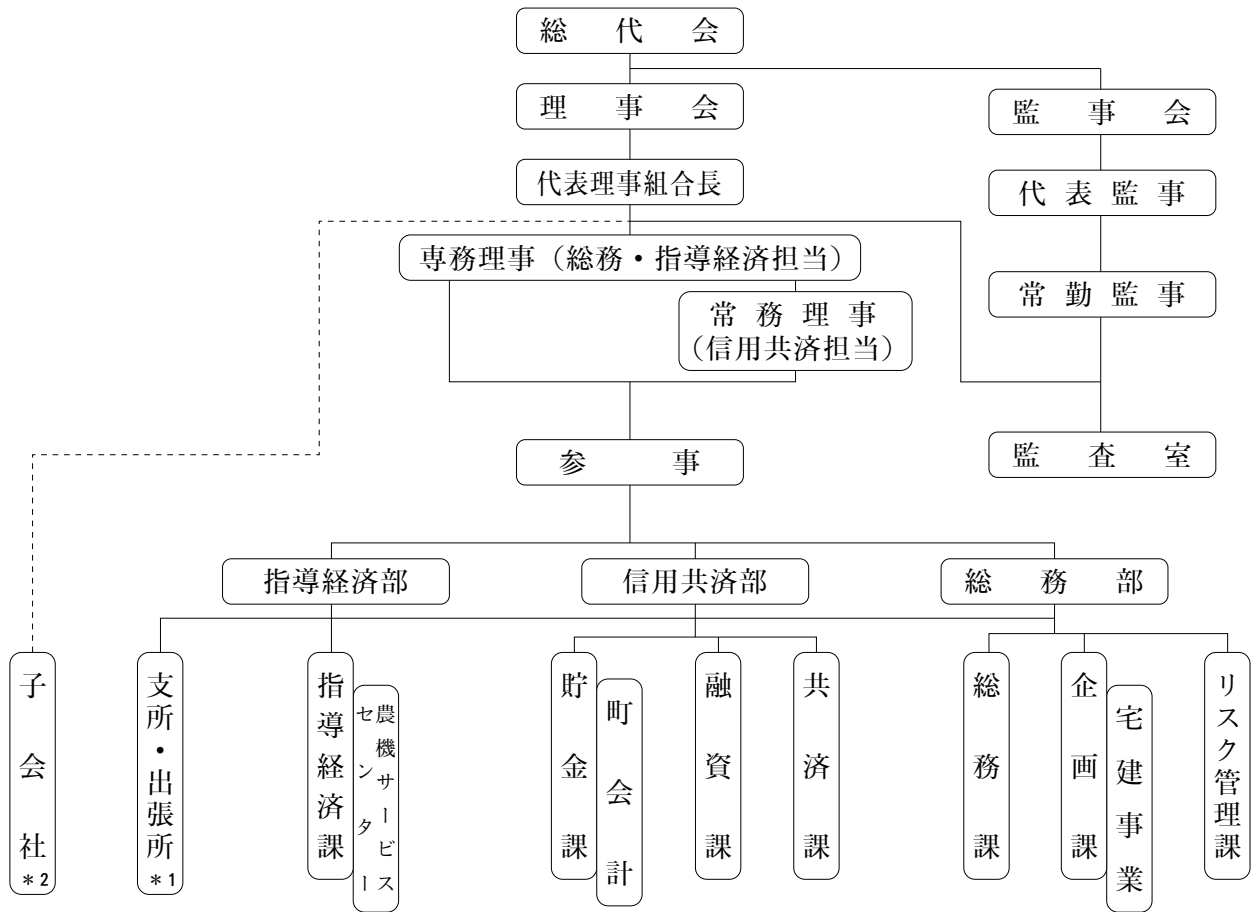 総代会
理事会
監事会
代表理事組合長
代表監事
専務理事（総務・指導経済担当）
常勤監事
常務理事
（信用共済担当）
参事
監査室
指導経済部
信用共済部
総務部
子会社＊2
支所・出張所＊1
指導経済課
農機サービス
センター
貯金課
町会計
融資課
共済課
総務課
企画課
宅建事業
リスク管理課